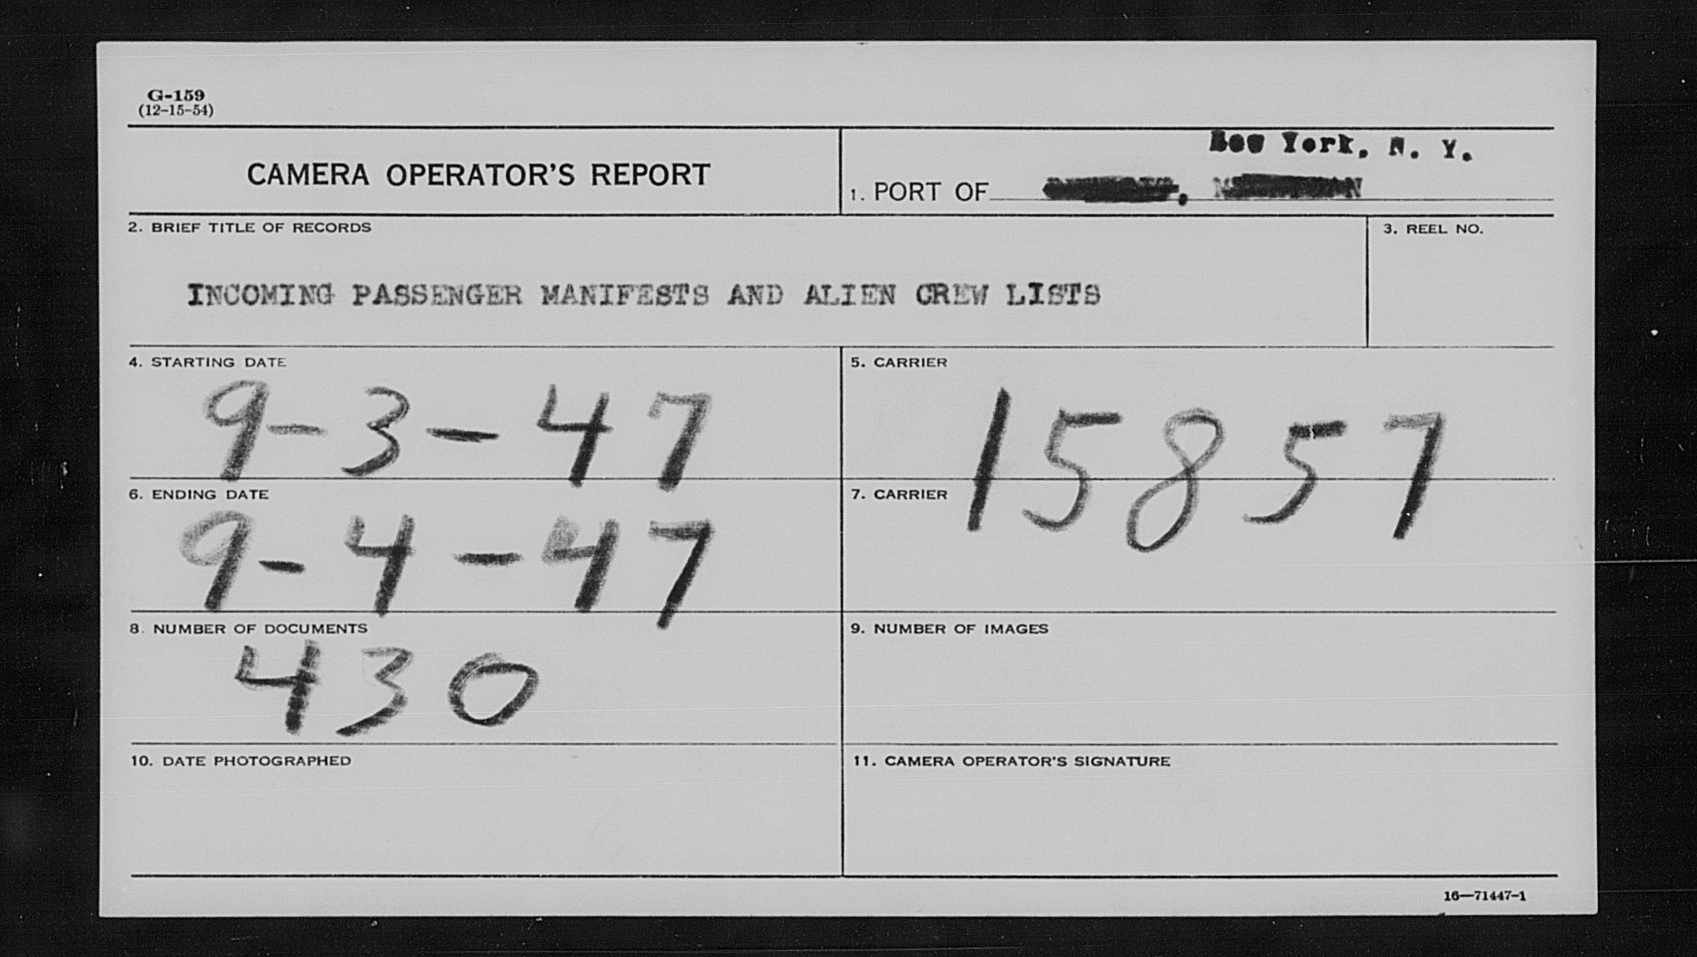 G-159
(12-15-54)
CAMERA OPERATOR'S REPORT
New York, N. Y.
1. PORT OF
2. BRIEF TITLE OF RECORDS
3. REEL NO.
INCOMING PASSENGER MANIFESTS AND ALIEN CREW LISTS
4. STARTING DATE
9-3-47
5. CARRIER
15857
6. ENDING DATE
9-4-47
7. CARRIER
8. NUMBER OF DOCUMENTS
430
9. NUMBER OF IMAGES
10. DATE PHOTOGRAPHED
11. CAMERA OPERATOR'S SIGNATURE
16—71447-1